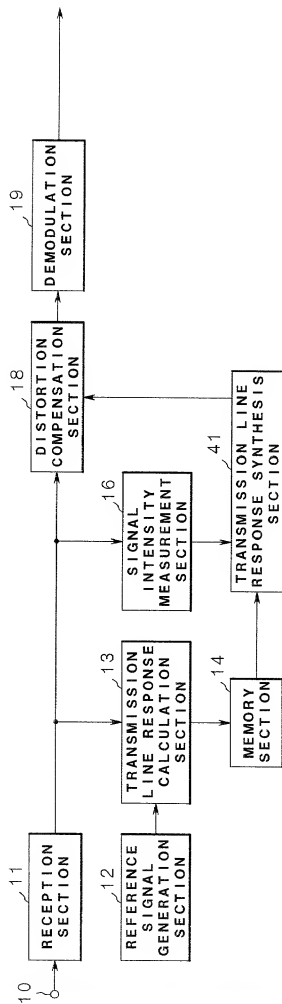 10
11
RECEPTION
SECTION
12
REFERENCE
SIGNAL
GENERATION
SECTION
13
TRANSMISSION
LINE RESPONSE
CALCULATION
SECTION
14
MEMORY
SECTION
16
SIGNAL
INTENSITY
MEASUREMENT
SECTION
41
TRANSMISSION LINE
RESPONSE SYNTHESIS
SECTION
18
DISTORTION
COMPENSATION
SECTION
19
DEMODULATION
SECTION